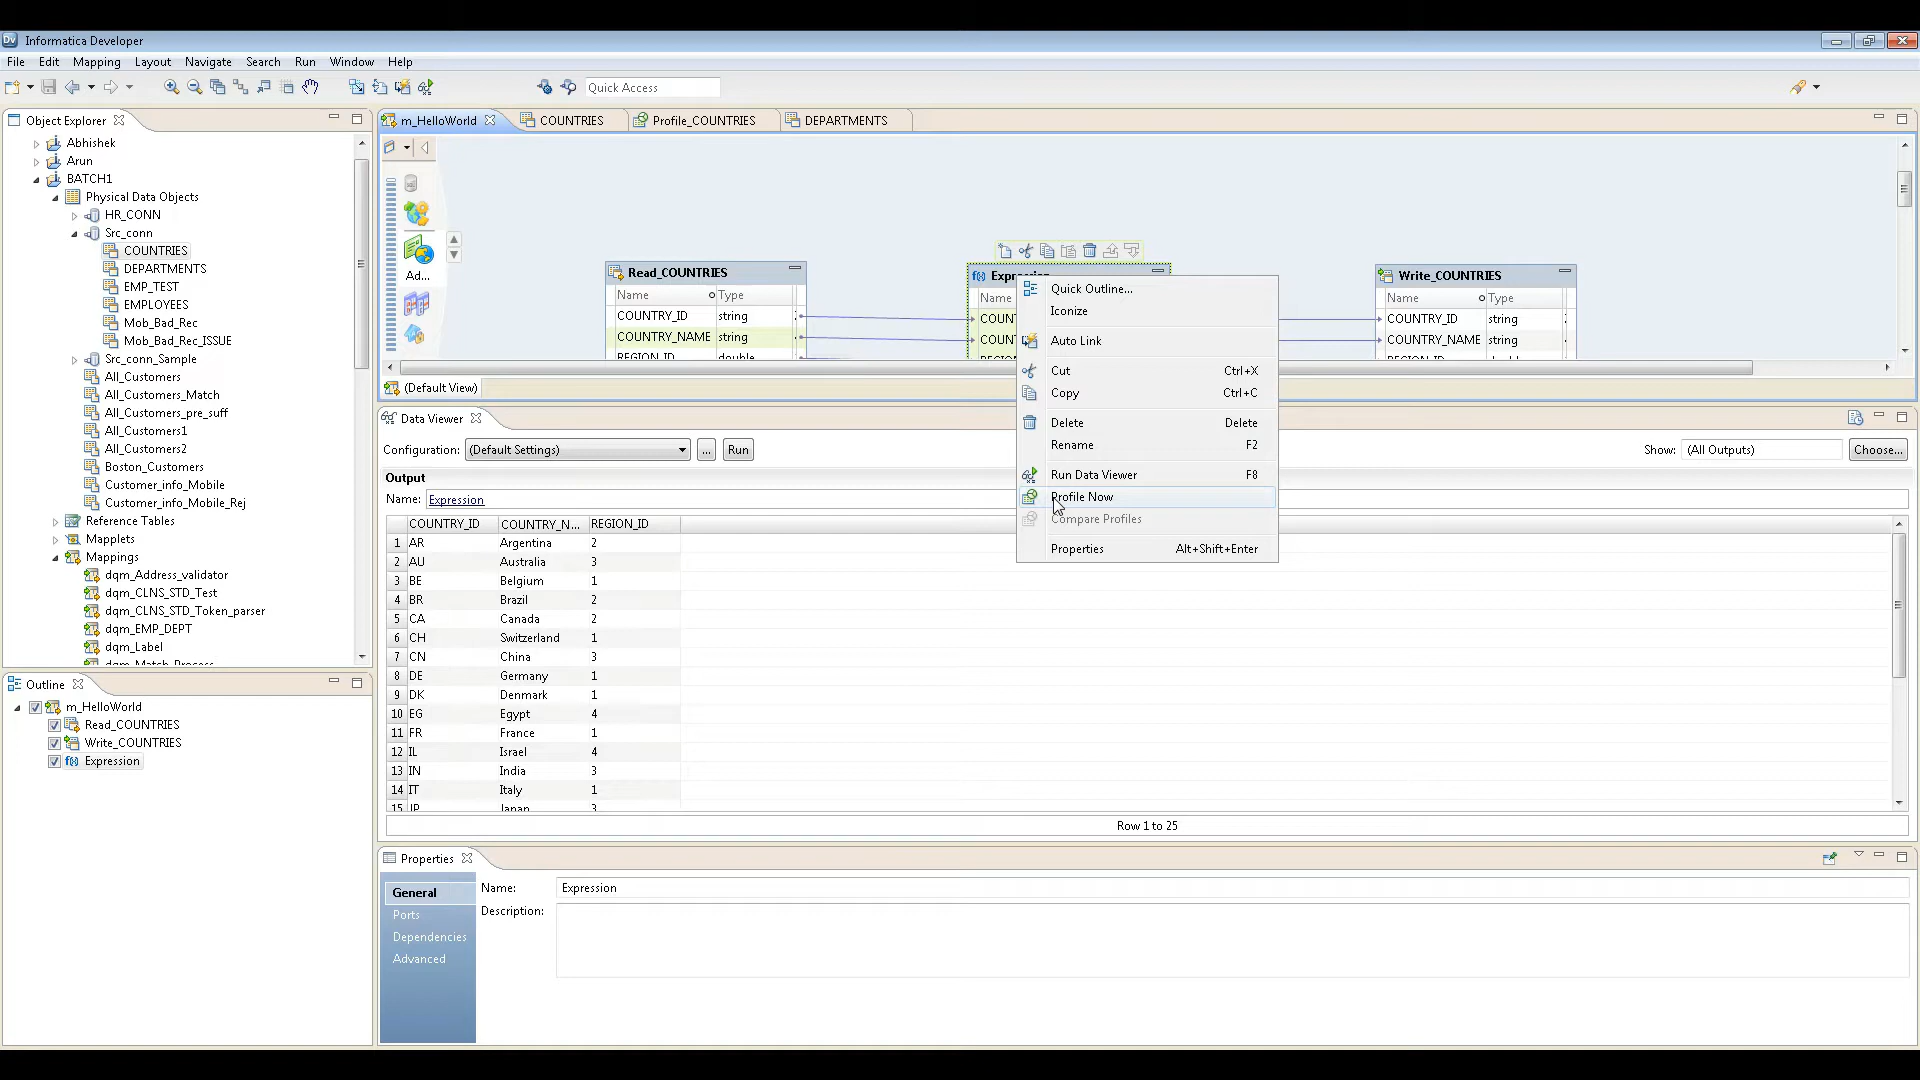 Informatica Developer
File Edit Mapping Layout Navigate Search Run Window Help
Quick Access
Object Explorer
Abhishek
Arun
BATCH1
Physical Data Objects
HR_CONN
Src_conn
COUNTRIES
DEPARTMENTS
EMP_TEST
EMPLOYEES
Mob_Bad_Rec
Mob_Bad_Rec_ISSUE
Src_conn_Sample
All_Customers
All_Customers_Match
All_Customers_pre_suff
All_Customers1
All_Customers2
Boston_Customers
Customer_info_Mobile
Customer_info_Mobile_Rej
Reference Tables
Mapplets
Mappings
dqm_Address_validator
dqm_CLNS_STD_Test
dqm_CLNS_STD_Token_parser
dqm_EMP_DEPT
dqm_Label
dqm_Match_Process
Outline
m_HelloWorld
Read_COUNTRIES
Write_COUNTRIES
Expression
m_HelloWorld COUNTRIES Profile_COUNTRIES DEPARTMENTS
Ad...
Read_COUNTRIES
Name Type
COUNTRY_ID string
COUNTRY_NAME string
REGION_ID double
Name
Write_COUNTRIES
Name Type
COUNTRY_ID string
COUNTRY_NAME string
Quick Outline...
Iconize
Auto Link
Cut Ctrl+X
Copy Ctrl+C
Delete Delete
Rename F2
Run Data Viewer F8
Profile Now
Compare Profiles
Properties Alt+Shift+Enter
(Default View)
Data Viewer
Configuration: (Default Settings) ... Run Show: (All Outputs) Choose...
Output
Name: Expression
COUNTRY_ID COUNTRY_N... REGION_ID
1 AR Argentina 2
2 AU Australia 3
3 BE Belgium 1
4 BR Brazil 2
5 CA Canada 2
6 CH Switzerland 1
7 CN China 3
8 DE Germany 1
9 DK Denmark 1
10 EG Egypt 4
11 FR France 1
12 IL Israel 4
13 IN India 3
14 IT Italy 1
15 JP Japan 3
Row 1 to 25
Properties
General
Ports
Dependencies
Advanced
Name: Expression
Description: